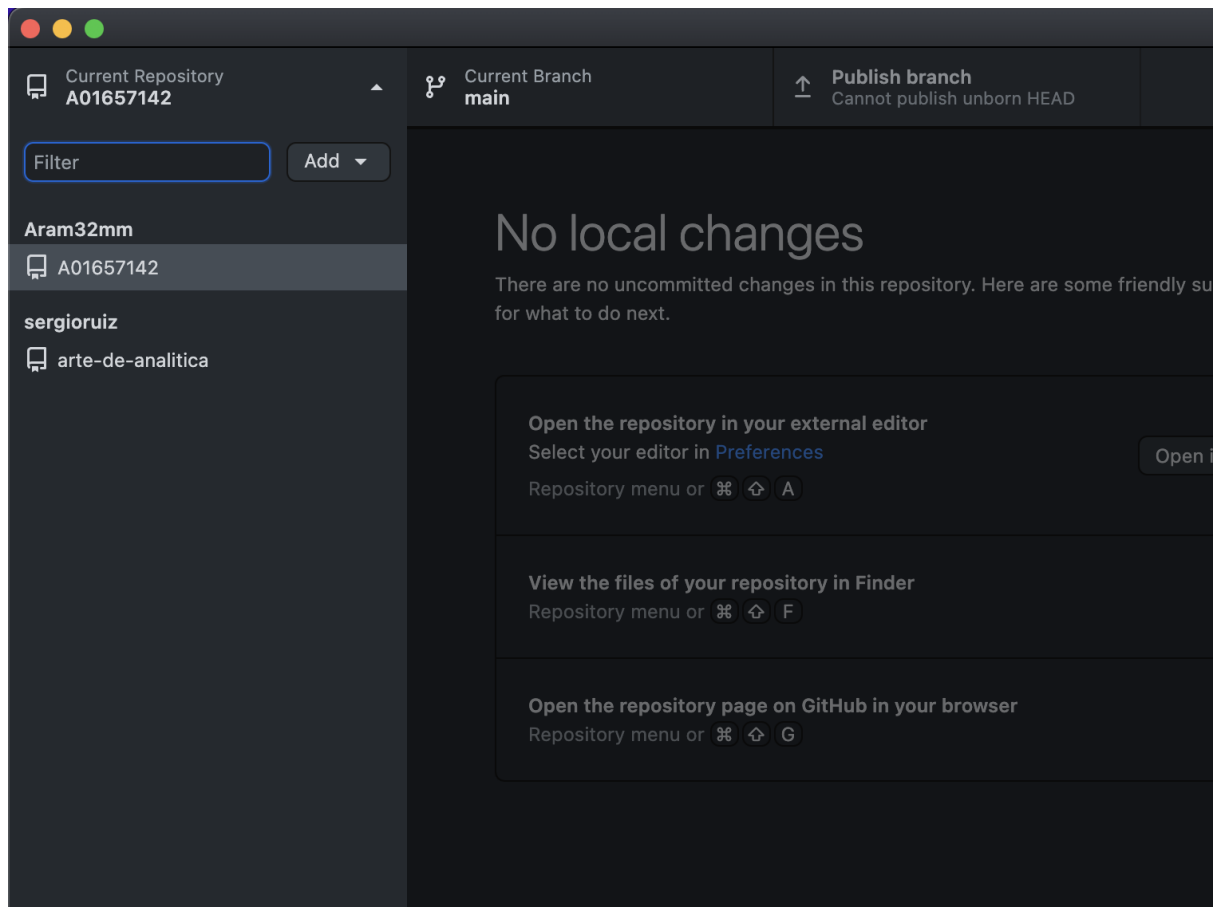 Current Repository
A01657142
Current Branch
main
Publish branch
Cannot publish unborn HEAD
Filter
Add
Aram32mm
A01657142
sergioruiz
arte-de-analitica
No local changes
There are no uncommitted changes in this repository. Here are some friendly su
for what to do next.
Open the repository in your external editor
Select your editor in Preferences
Repository menu or ⌘ ⇧ A
Open i
View the files of your repository in Finder
Repository menu or ⌘ ⇧ F
Open the repository page on GitHub in your browser
Repository menu or ⌘ ⇧ G